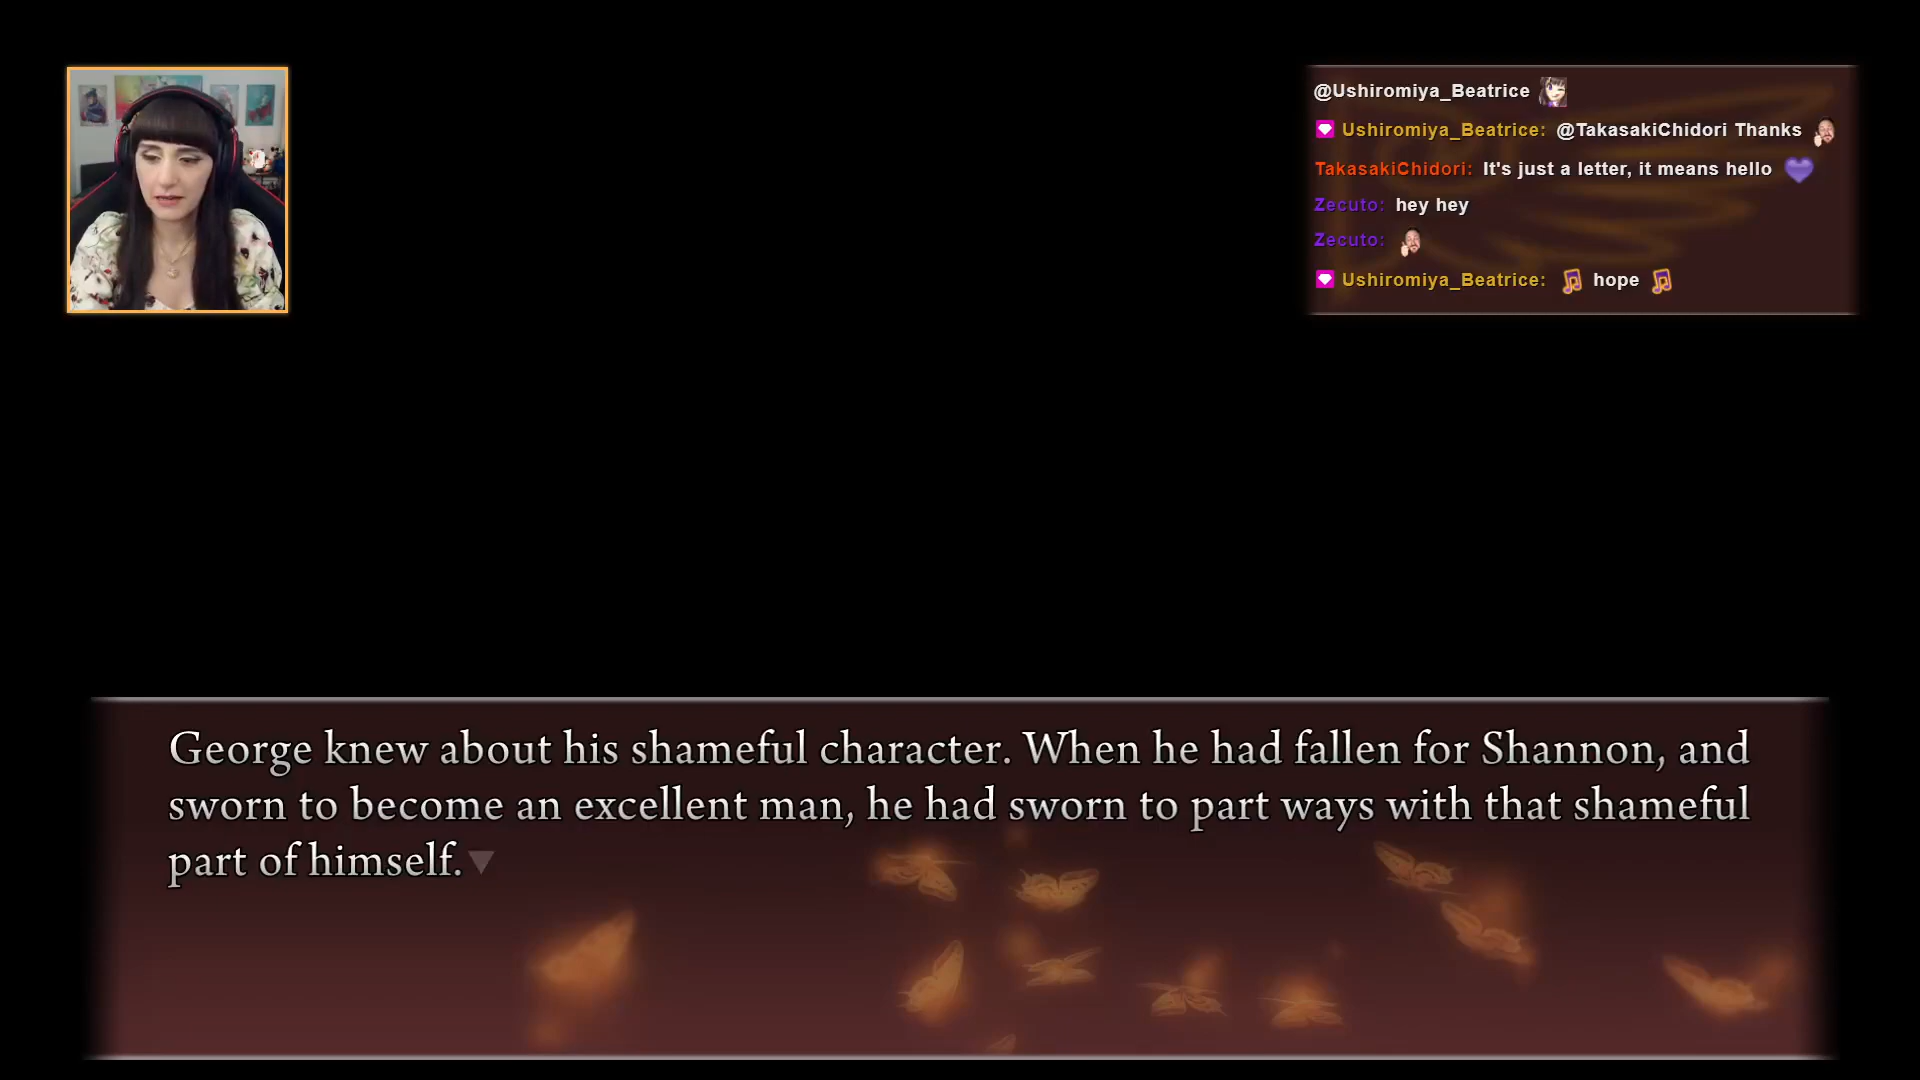 @Ushiromiya_Beatrice
Ushiromiya_Beatrice: @TakasakiChidori Thanks
TakasakiChidori: It's just a letter, it means hello
Zecuto: hey hey
Zecuto:
Ushiromiya_Beatrice: hope
George knew about his shameful character. When he had fallen for Shannon, and
sworn to become an excellent man, he had sworn to part ways with that shameful
part of himself.